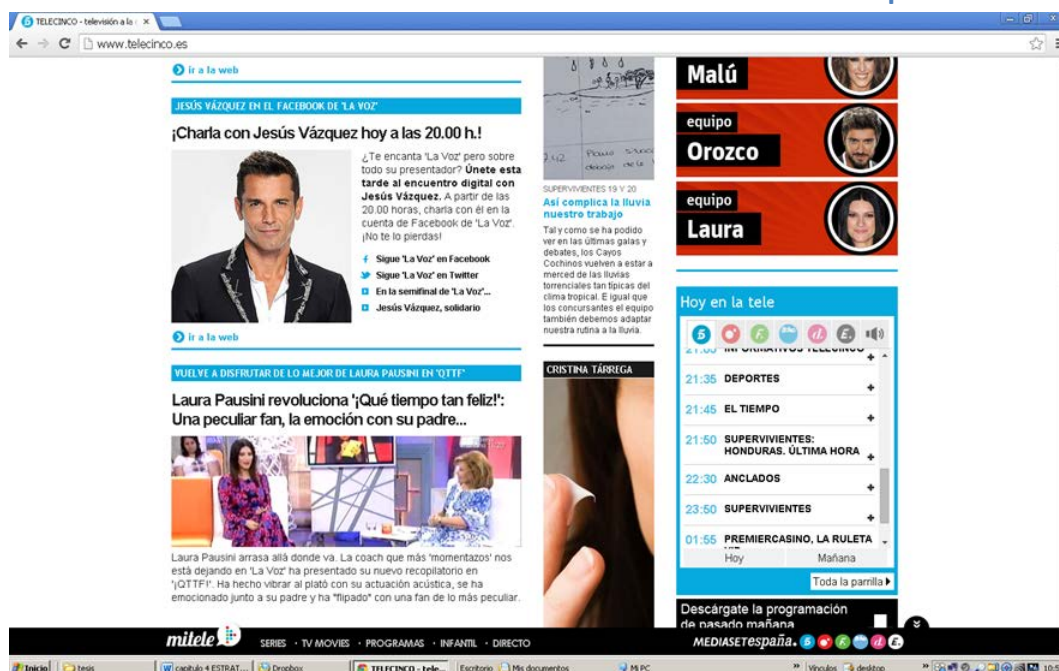 TELECINCO - televisión a la c
www.telecinco.es
ir a la web
JESÚS VÁZQUEZ EN EL FACEBOOK DE 'LA VOZ'
¡Charla con Jesús Vázquez hoy a las 20.00 h.!
¿Te encanta 'La Voz' pero sobre
todo su presentador? Únete esta
tarde al encuentro digital con
Jesús Vázquez. A partir de las
20.00 horas, charla con él en la
cuenta de Facebook de 'La Voz'.
¡No te lo pierdas!
Sigue 'La Voz' en Facebook
Sigue 'La Voz' en Twitter
En la semifinal de 'La Voz'...
Jesús Vázquez, solidario
ir a la web
VUELVE A DISFRUTAR DE LO MEJOR DE LAURA PAUSINI EN 'QTTF'
Laura Pausini revoluciona '¡Qué tiempo tan feliz!':
Una peculiar fan, la emoción con su padre...
Laura Pausini arrasa allá donde va. La coach que más 'momentazos' nos
está dejando en 'La Voz' ha presentado su nuevo recopilatorio en
'¡QTTF!'. Ha hecho vibrar al plató con su actuación acústica, se ha
emocionado junto a su padre y ha "flipado" con una fan de lo más peculiar.
SUPERVIVIENTES 19 Y 20
Así complica la lluvia
nuestro trabajo
Tal y como se ha podido
ver en las últimas galas y
debates, los Cayos
Cochinos vuelven a estar a
merced de las lluvias
torrenciales tan típicas del
clima tropical. E igual que
los concursantes el equipo
también debemos adaptar
nuestra rutina a la lluvia.
CRISTINA TÁRREGA
Malú
equipo
Orozco
equipo
Laura
Hoy en la tele
INFORMATIVOS TELECINCO
21:35 DEPORTES
21:45 EL TIEMPO
21:50 SUPERVIVIENTES:
HONDURAS. ÚLTIMA HORA
22:30 ANCLADOS
23:50 SUPERVIVIENTES
01:55 PREMIERCASINO, LA RULETA
Hoy Mañana
Toda la parrilla
Descárgate la programación
de pasado mañana
mitele SERIES · TV MOVIES · PROGRAMAS · INFANTIL · DIRECTO
MEDIASETespaña.
Inicio tesis capitulo 4 ESTRAT... Dropbox TELECINCO - tele... Escritorio Mis documentos Mi PC Vínculos desktop